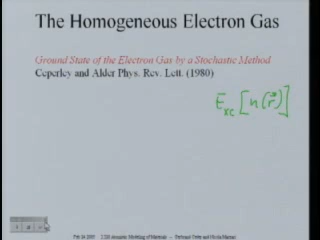 The Homogeneous Electron Gas
Ground State of the Electron Gas by a Stochastic Method
Ceperley and Alder Phys. Rev. Lett. (1980)
E_xc [n(r⃗)]